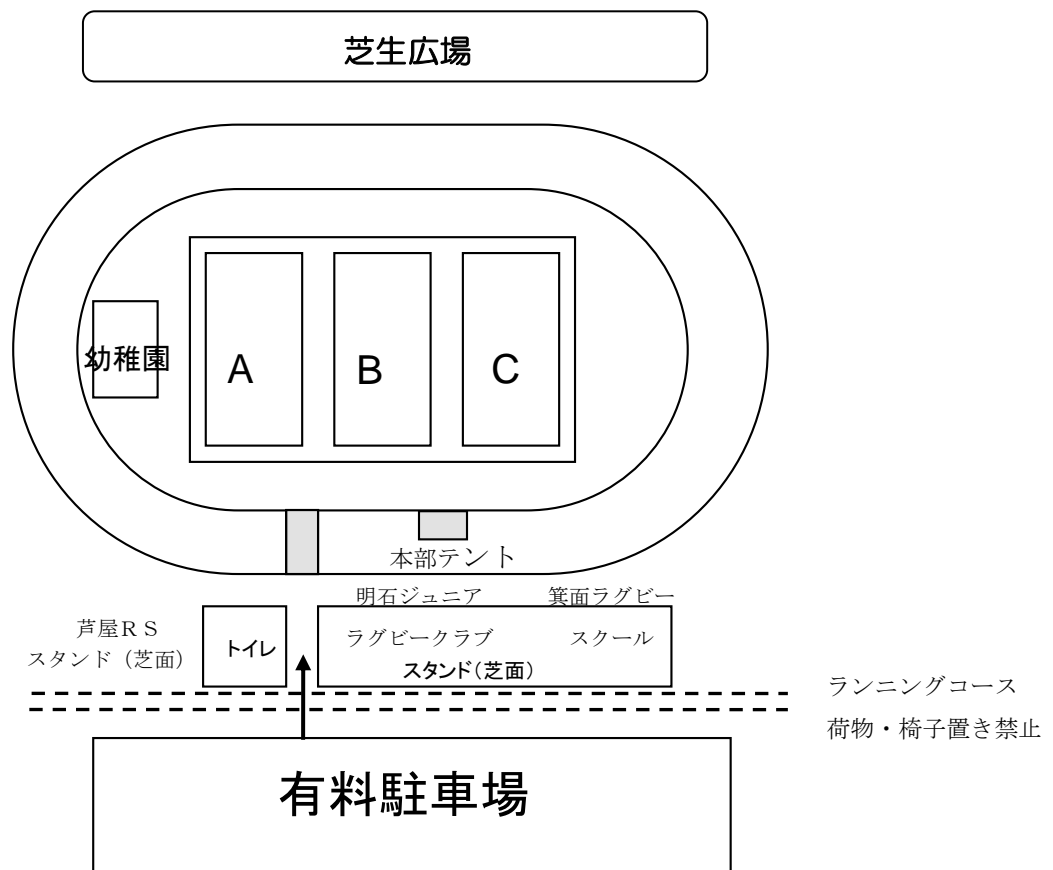 芝生広場
幼稚園
A
B
C
本部テント
明石ジュニア
ラグビークラブ
箕面ラグビー
スクール
スタンド(芝面)
芦屋ＲＳ
スタンド（芝面）
トイレ
ランニングコース
荷物・椅子置き禁止
有料駐車場